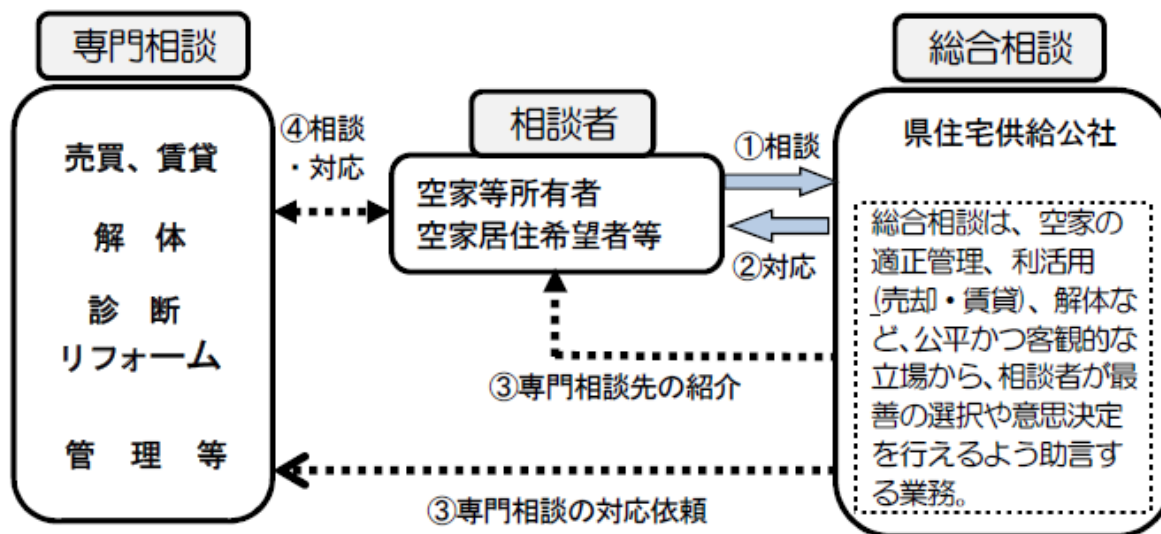 専門相談
売買、賃貸
解　体
診　断
リフォーム
管　理　等
④相談
・対応
相談者
空家等所有者
空家居住希望者等
①相談
②対応
③専門相談先の紹介
③専門相談の対応依頼
総合相談
県住宅供給公社
総合相談は、空家の
適正管理、利活用
(売却・賃貸)、解体な
ど、公平かつ客観的な
立場から、相談者が最
善の選択や意思決定
を行えるよう助言す
る業務。